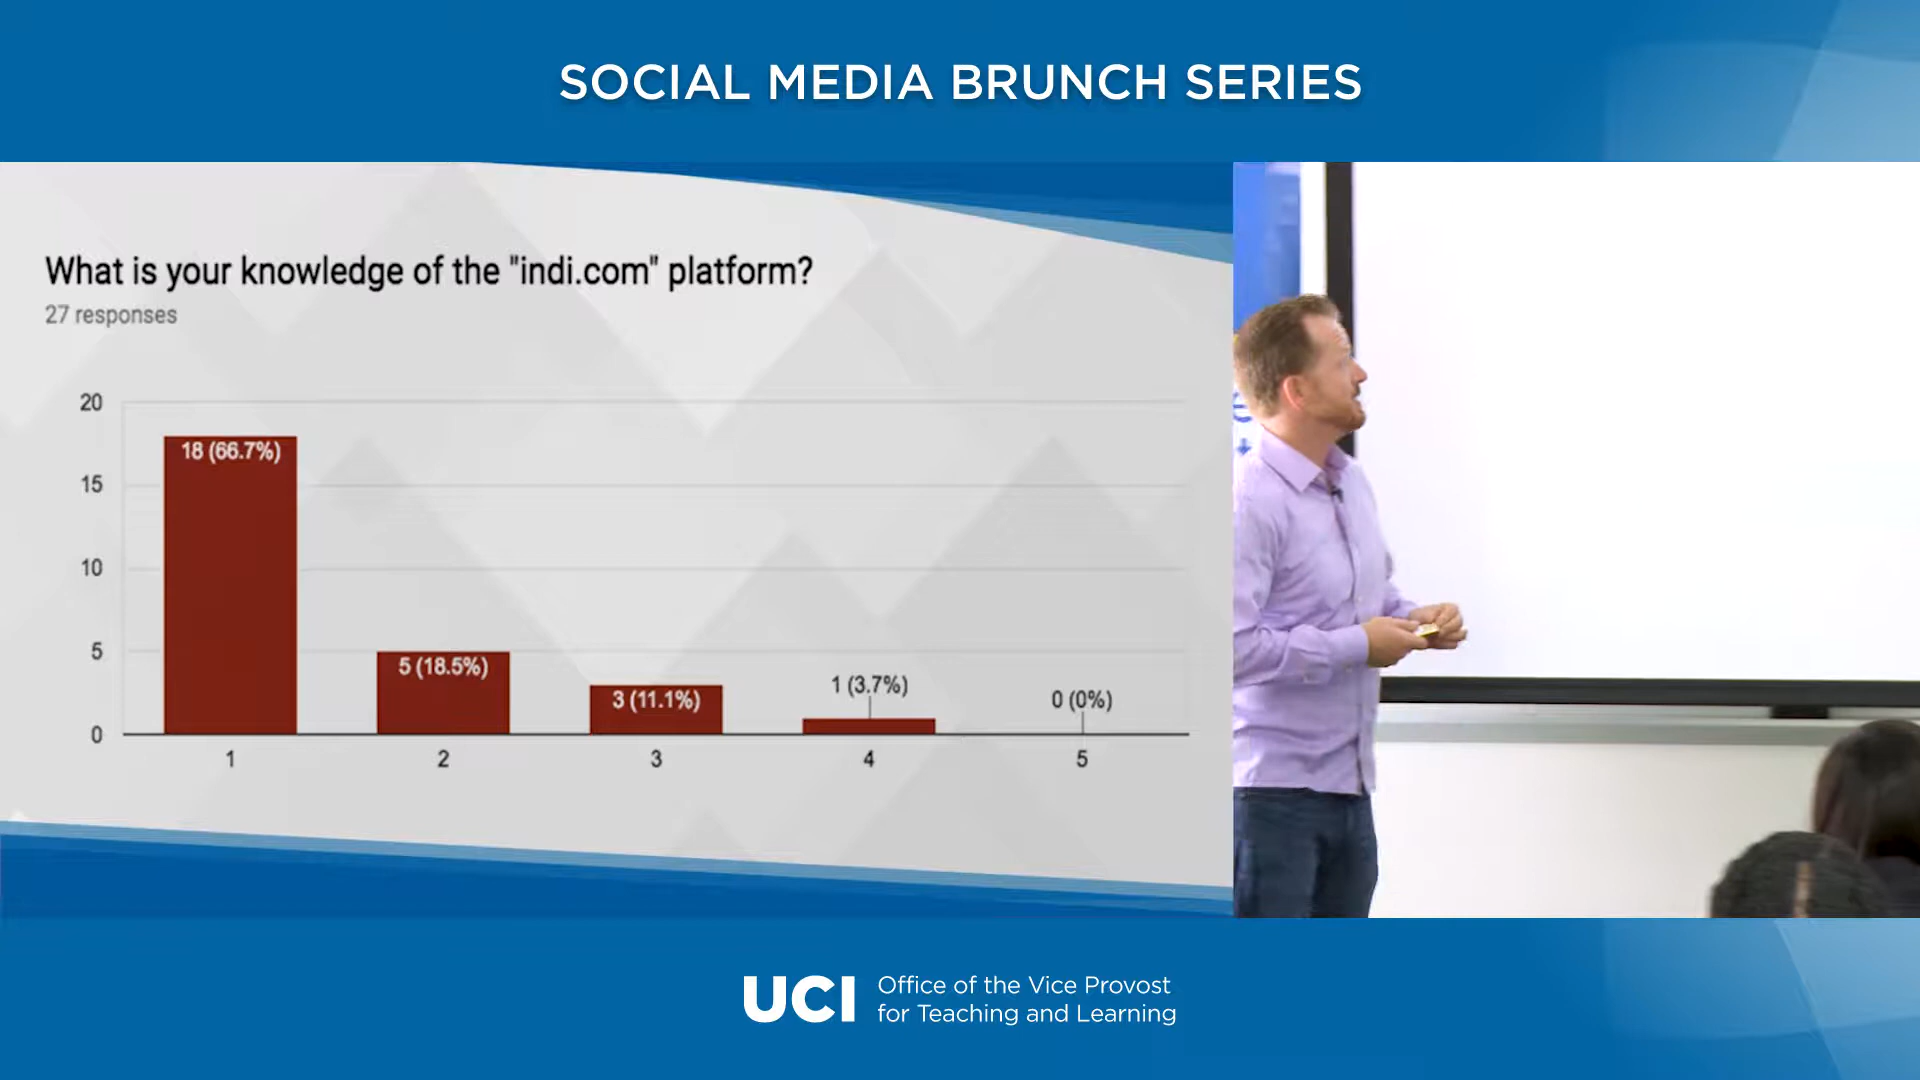 SOCIAL MEDIA BRUNCH SERIES
What is your knowledge of the "indi.com" platform?
27 responses
20
15
10
5
0
18 (66.7%)
5 (18.5%)
3 (11.1%)
1 (3.7%)
0 (0%)
1
2
3
4
5
UCI
Office of the Vice Provost
for Teaching and Learning